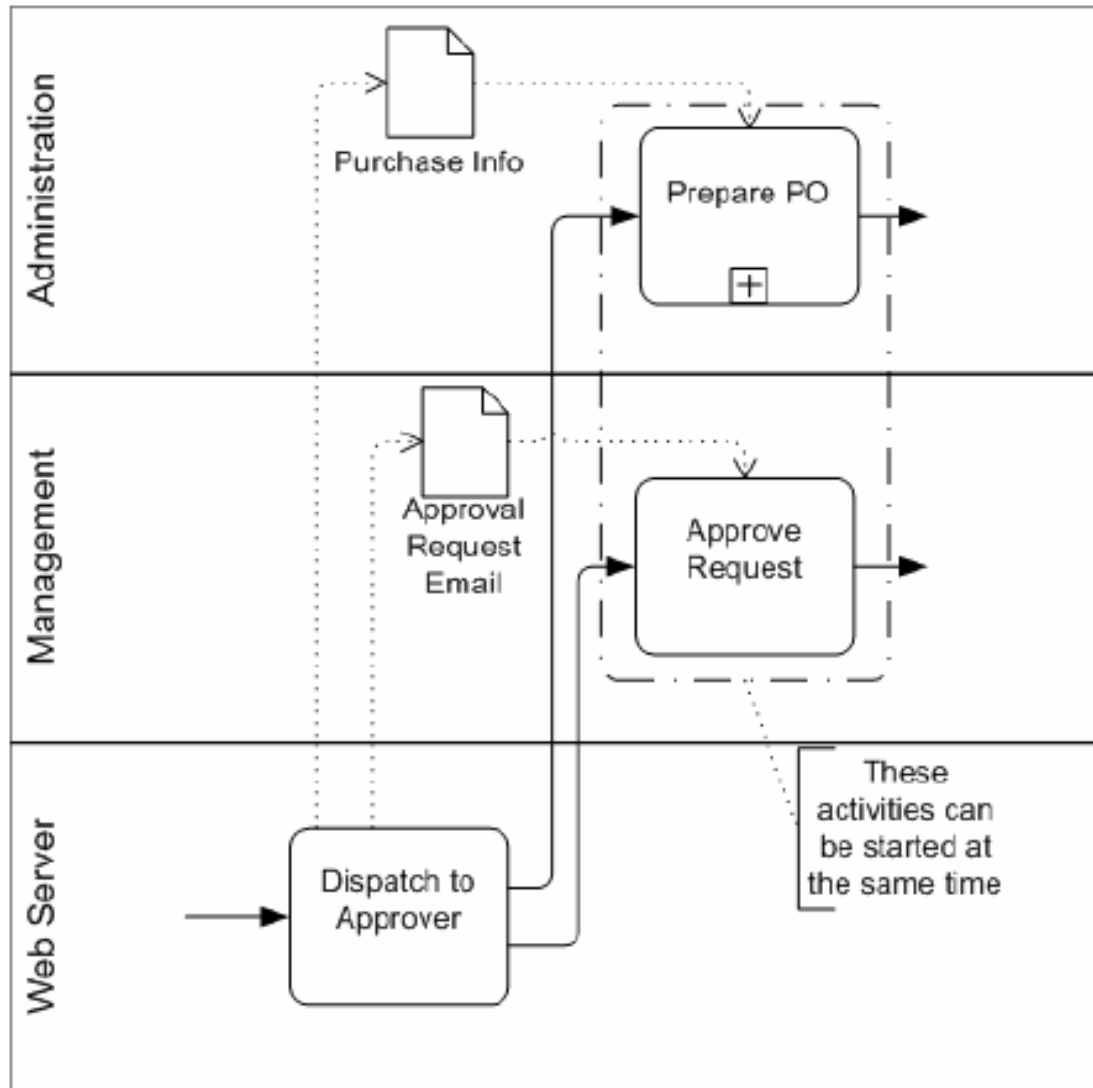 Administration
Purchase Info
Prepare PO
Management
Approval
Request
Email
Approve
Request
Web Server
Dispatch to
Approver
These
activities can
be started at
the same time